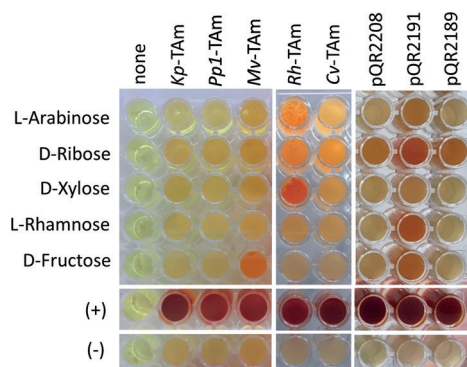 none
Kp-TAm
Pp1-TAm
Mv-TAm
Rh-TAm
Cv-TAm
pQR2208
pQR2191
pQR2189
L-Arabinose
D-Ribose
D-Xylose
L-Rhamnose
D-Fructose
(+)
(-)